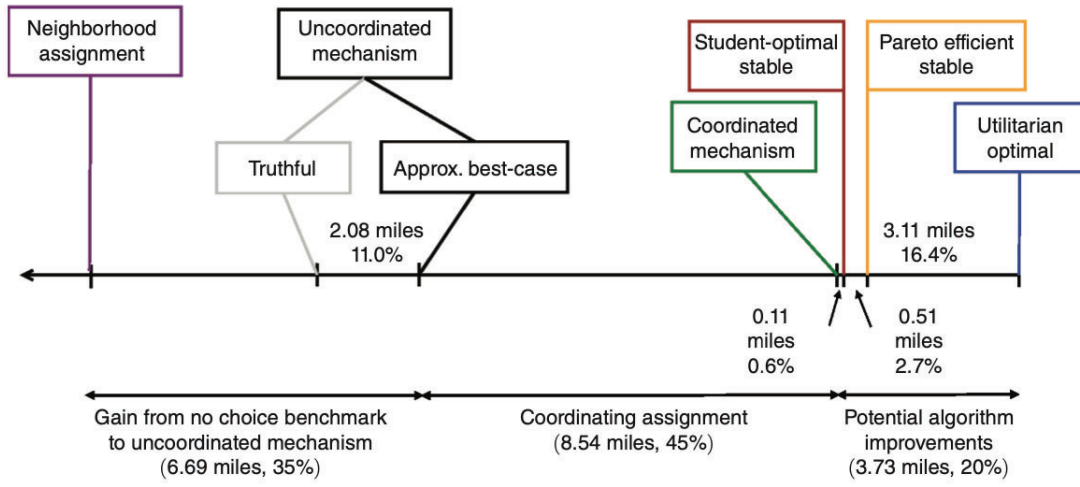 Neighborhood
assignment
Uncoordinated
mechanism
Student-optimal
stable
Pareto efficient
stable
Truthful
Approx. best-case
Coordinated
mechanism
Utilitarian
optimal
2.08 miles
11.0%
3.11 miles
16.4%
0.11
miles
0.6%
0.51
miles
2.7%
Gain from no choice benchmark
to uncoordinated mechanism
(6.69 miles, 35%)
Coordinating assignment
(8.54 miles, 45%)
Potential algorithm
improvements
(3.73 miles, 20%)